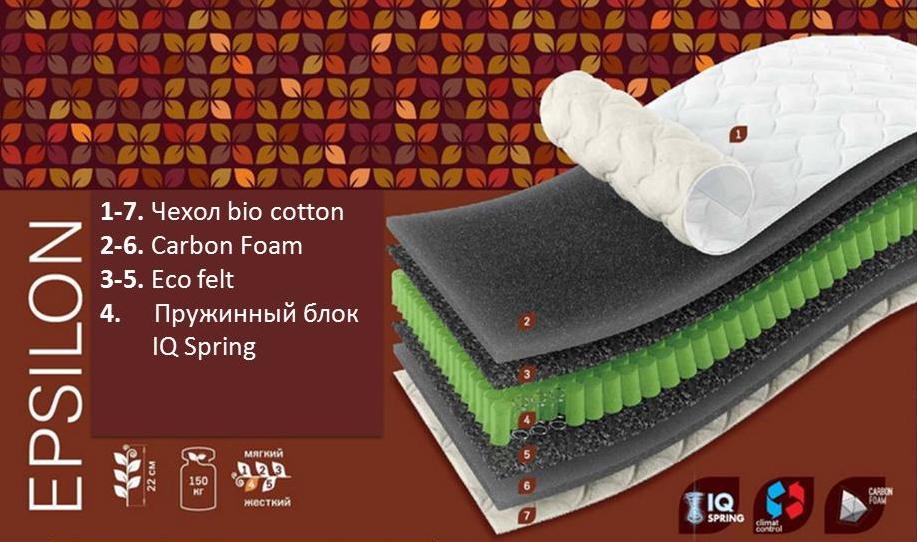 EPSILON
1-7. Чехол bio cotton
2-6. Carbon Foam
3-5. Eco felt
4. Пружинный блок
IQ Spring
1
2
3
4
5
6
7
22 см
150
кг
мягкий
1 2 3
4 5
жесткий
IQ
SPRING
climat
control
CARBON
FOAM